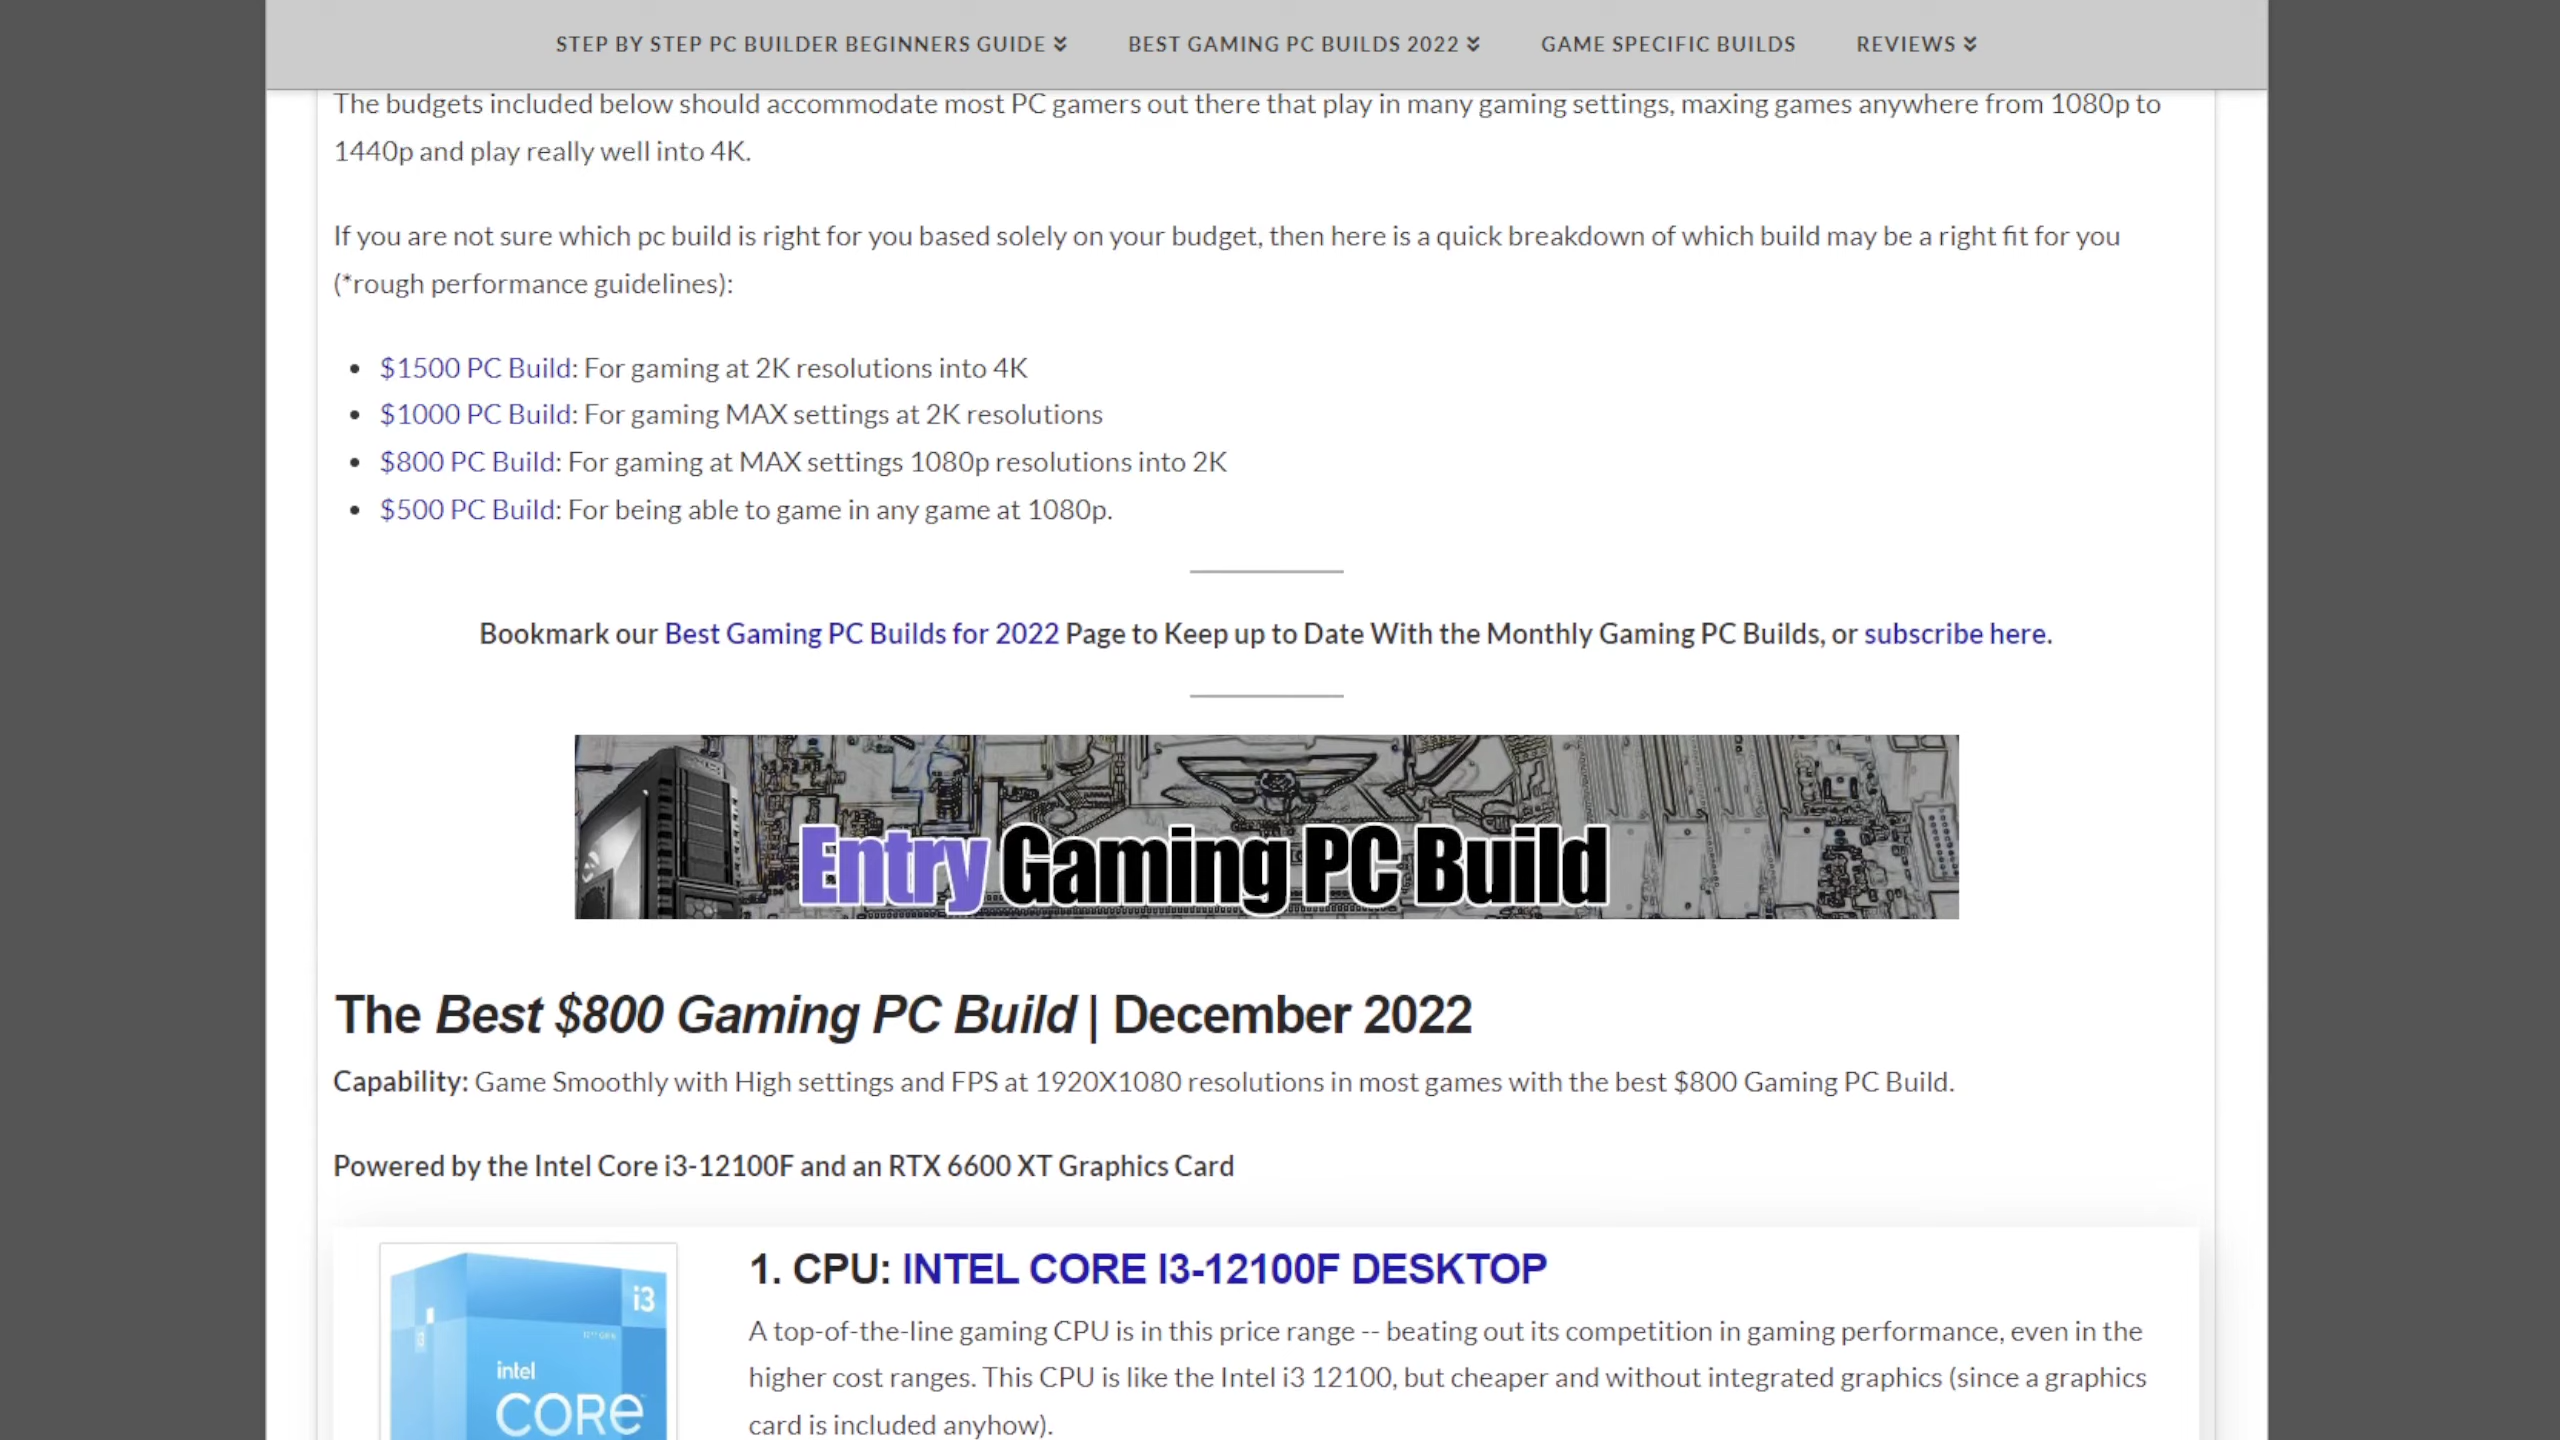 STEP BY STEP PC BUILDER BEGINNERS GUIDE BEST GAMING PC BUILDS 2022 GAME SPECIFIC BUILDS REVIEWS
The budgets included below should accommodate most PC gamers out there that play in many gaming settings, maxing games anywhere from 1080p to
1440p and play really well into 4K.
If you are not sure which pc build is right for you based solely on your budget, then here is a quick breakdown of which build may be a right fit for you
(*rough performance guidelines):
• $1500 PC Build: For gaming at 2K resolutions into 4K
• $1000 PC Build: For gaming MAX settings at 2K resolutions
• $800 PC Build: For gaming at MAX settings 1080p resolutions into 2K
• $500 PC Build: For being able to game in any game at 1080p.
Bookmark our Best Gaming PC Builds for 2022 Page to Keep up to Date With the Monthly Gaming PC Builds, or subscribe here.
Entry Gaming PC Build
The Best $800 Gaming PC Build | December 2022
Capability: Game Smoothly with High settings and FPS at 1920X1080 resolutions in most games with the best $800 Gaming PC Build.
Powered by the Intel Core i3-12100F and an RTX 6600 XT Graphics Card
1. CPU: INTEL CORE I3-12100F DESKTOP
A top-of-the-line gaming CPU is in this price range -- beating out its competition in gaming performance, even in the
higher cost ranges. This CPU is like the Intel i3 12100, but cheaper and without integrated graphics (since a graphics
card is included anyhow).
i3
i3
intel
CORE